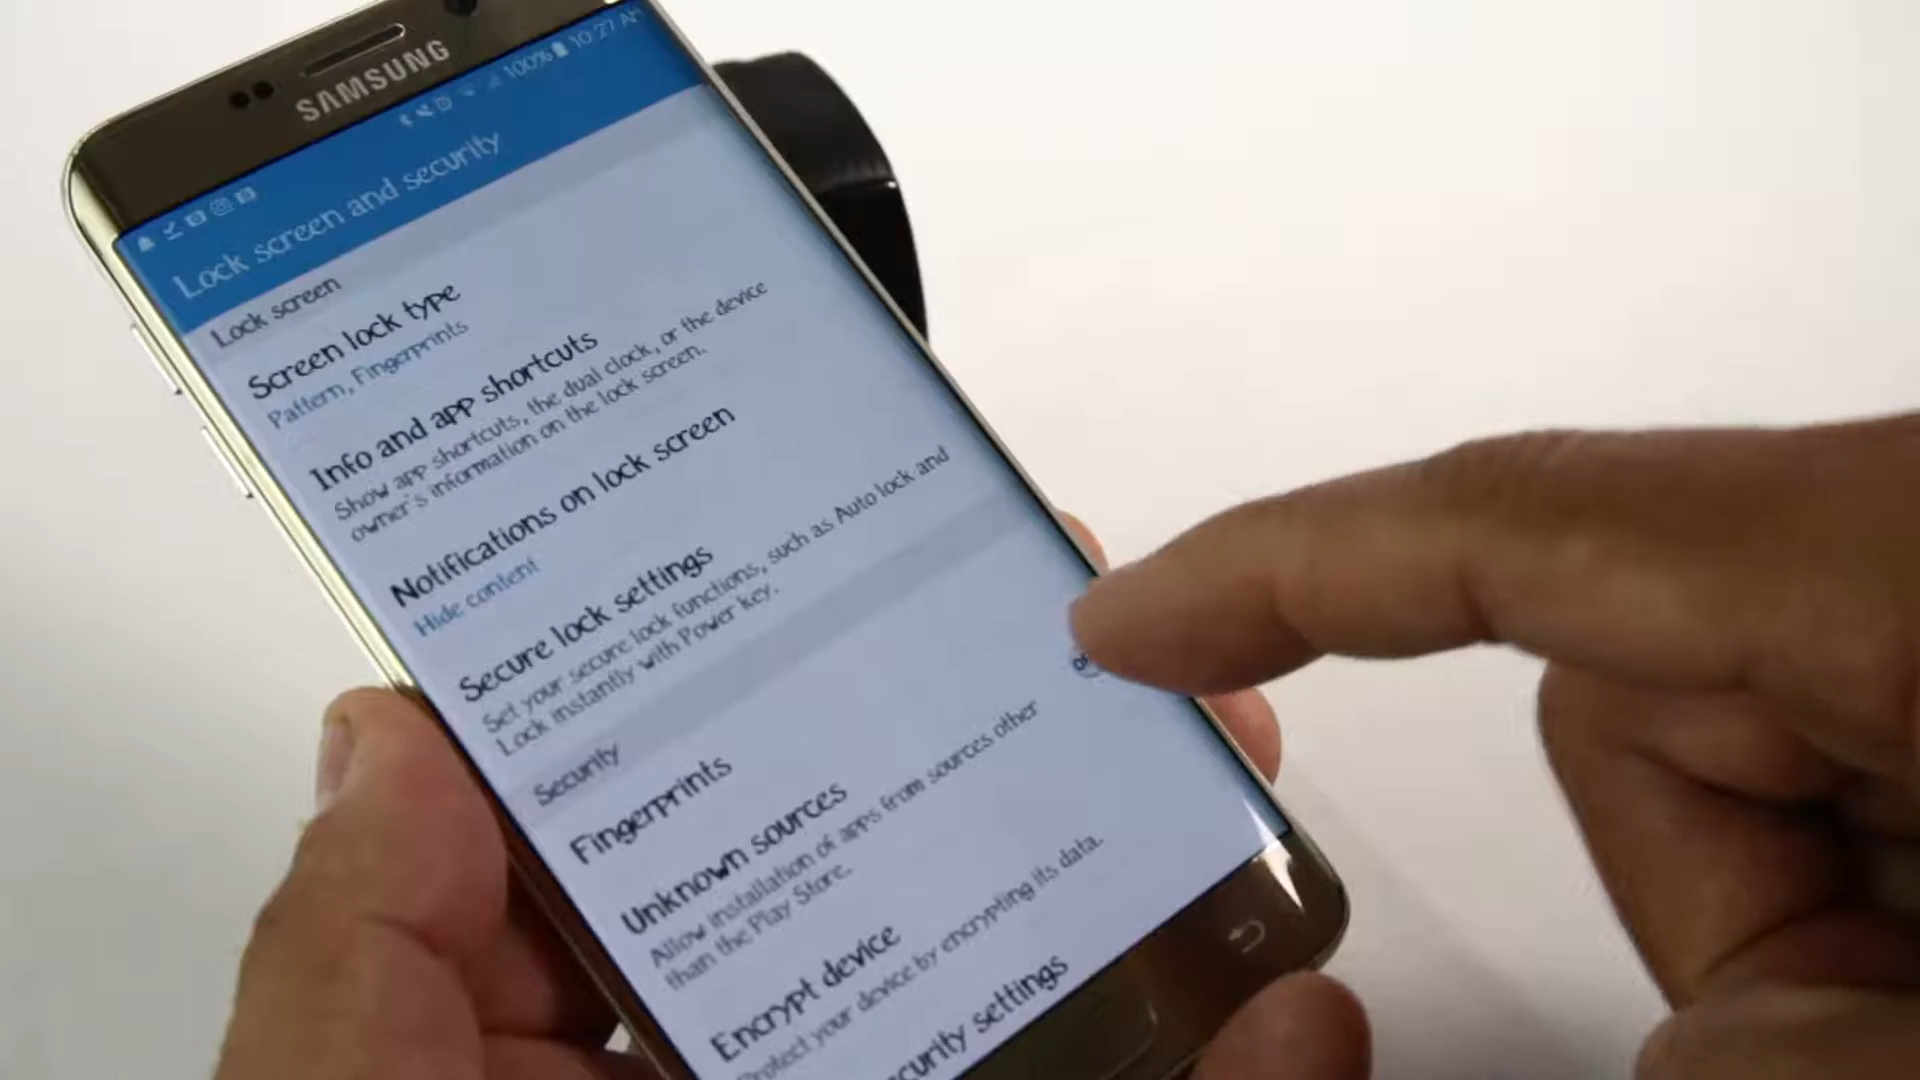 SAMSUNG
100% 10:27 AM
Lock screen and security
Lock screen
Screen lock type
Pattern, Fingerprints
Info and app shortcuts
Show app shortcuts, the dual clock, or the device
owner's information on the lock screen.
Notifications on lock screen
Hide content
Secure lock settings
Set your secure lock functions, such as Auto lock and
Lock instantly with Power key.
Security
Fingerprints
Unknown sources
Allow installation of apps from sources other
than the Play Store.
Encrypt device
Protect your device by encrypting its data.
curity settings